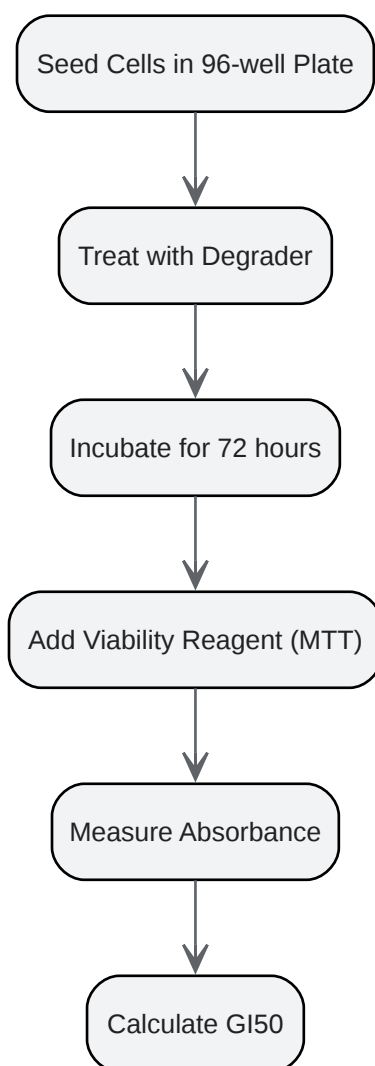 Seed Cells in 96-well Plate
Treat with Degrader
Incubate for 72 hours
Add Viability Reagent (MTT)
Measure Absorbance
Calculate GI50